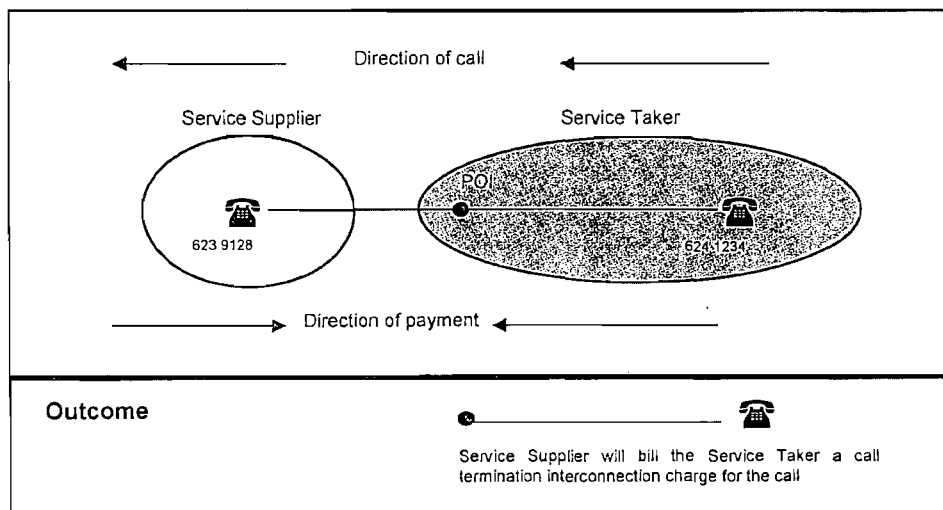 Direction of call
Service Supplier
Service Taker
POI
623 9128
624 1234
Direction of payment
Outcome
Service Supplier will bill the Service Taker a call
termination interconnection charge for the call